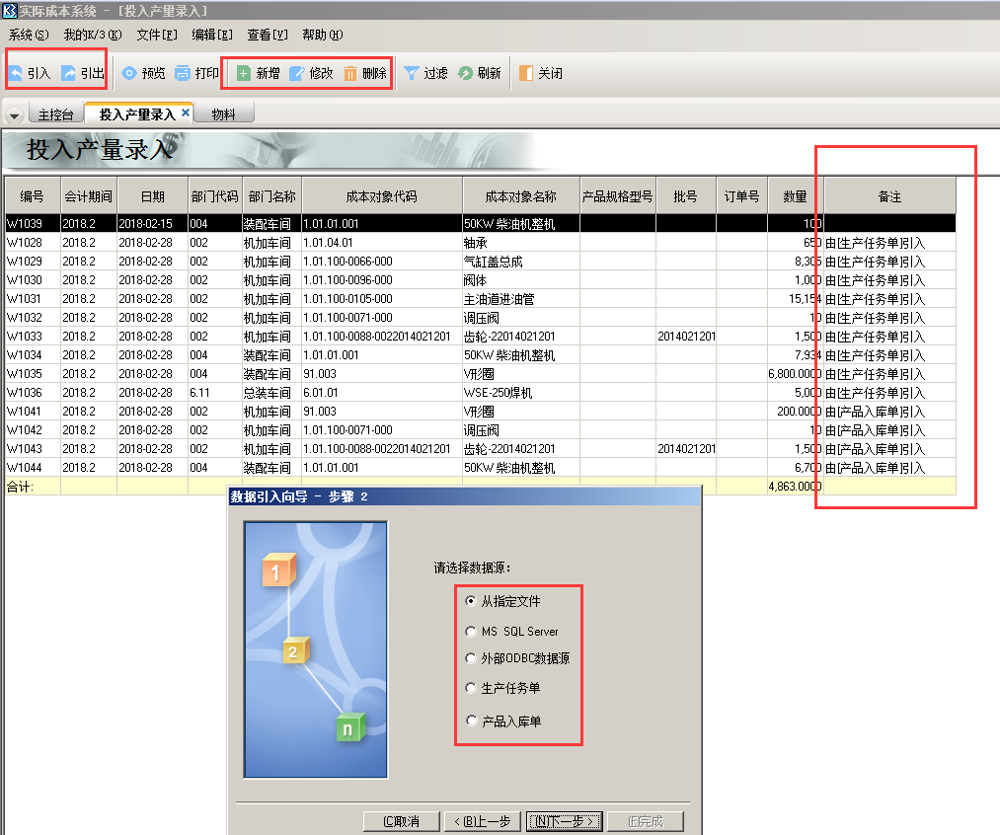 实际成本系统 - [投入产量录入]
系统(S) 我的K/3(K) 文件[F] 编辑[E] 查看[V] 帮助(H)
引入 引出 预览 打印 新增 修改 删除 过滤 刷新 关闭
主控台 投入产量录入 物料
投入产量录入
编号 会计期间 日期 部门代码 部门名称 成本对象代码 成本对象名称 产品规格型号 批号 订单号 数量 备注
W1039 2018.2 2018-02-15 004 装配车间 1.01.01.001 50KW 柴油机整机 100
W1028 2018.2 2018-02-28 002 机加车间 1.01.04.01 轴承 650 由[生产任务单]引入
W1029 2018.2 2018-02-28 002 机加车间 1.01.100-0066-000 气缸盖总成 8,305 由[生产任务单]引入
W1030 2018.2 2018-02-28 002 机加车间 1.01.100-0096-000 阀体 1,000 由[生产任务单]引入
W1031 2018.2 2018-02-28 002 机加车间 1.01.100-0105-000 主油道进油管 15,154 由[生产任务单]引入
W1032 2018.2 2018-02-28 002 机加车间 1.01.100-0071-000 调压阀 10 由[生产任务单]引入
W1033 2018.2 2018-02-28 002 机加车间 1.01.100-0088-0022014021201 齿轮-22014021201 2014021201 1,500 由[生产任务单]引入
W1034 2018.2 2018-02-28 004 装配车间 1.01.01.001 50KW 柴油机整机 7,934 由[生产任务单]引入
W1035 2018.2 2018-02-28 004 装配车间 91.003 V形圈 6,800.0000 由[生产任务单]引入
W1036 2018.2 2018-02-28 6.11 总装车间 6.01.01 WSE-250焊机 5,000 由[生产任务单]引入
W1041 2018.2 2018-02-28 002 机加车间 91.003 V形圈 200.0000 由[产品入库单]引入
W1042 2018.2 2018-02-28 002 机加车间 1.01.100-0071-000 调压阀 10 由[产品入库单]引入
W1043 2018.2 2018-02-28 002 机加车间 1.01.100-0088-0022014021201 齿轮-22014021201 2014021201 1,500 由[产品入库单]引入
W1044 2018.2 2018-02-28 004 装配车间 1.01.01.001 50KW 柴油机整机 6,700 由[产品入库单]引入
合计: 4,863.0000
数据引入向导 - 步骤 2
1
2
n
请选择数据源:
从指定文件
MS SQL Server
外部ODBC数据源
生产任务单
产品入库单
(C)取消 <(B)上一步 (N)下一步> (F)完成